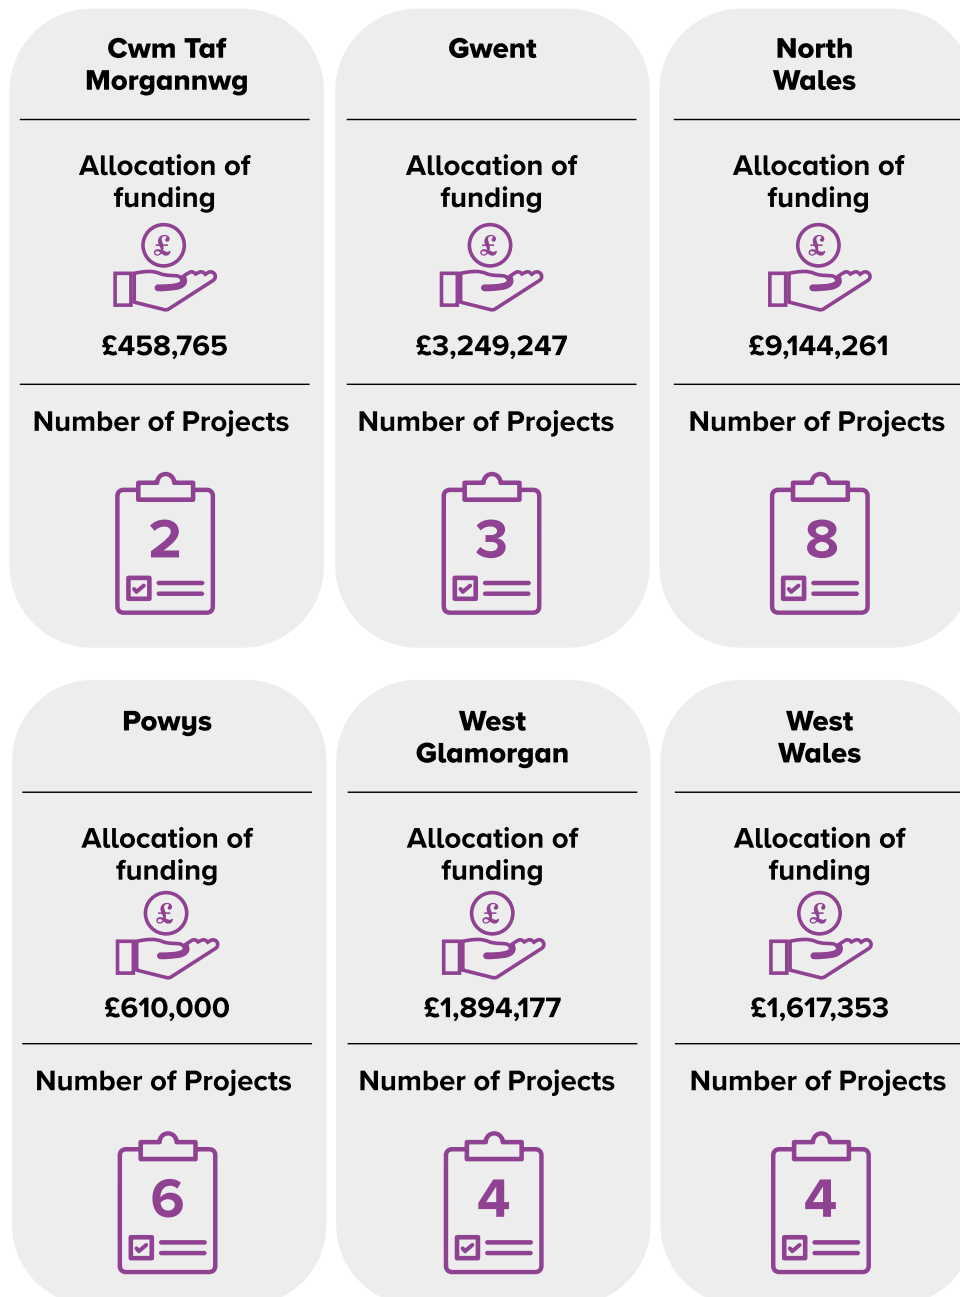 Cwm Taf
Morgannwg
Allocation of
funding
£
£458,765
Number of Projects
2
Gwent
Allocation of
funding
£
£3,249,247
Number of Projects
3
North
Wales
Allocation of
funding
£
£9,144,261
Number of Projects
8
Powys
Allocation of
funding
£
£610,000
Number of Projects
6
West
Glamorgan
Allocation of
funding
£
£1,894,177
Number of Projects
4
West
Wales
Allocation of
funding
£
£1,617,353
Number of Projects
4